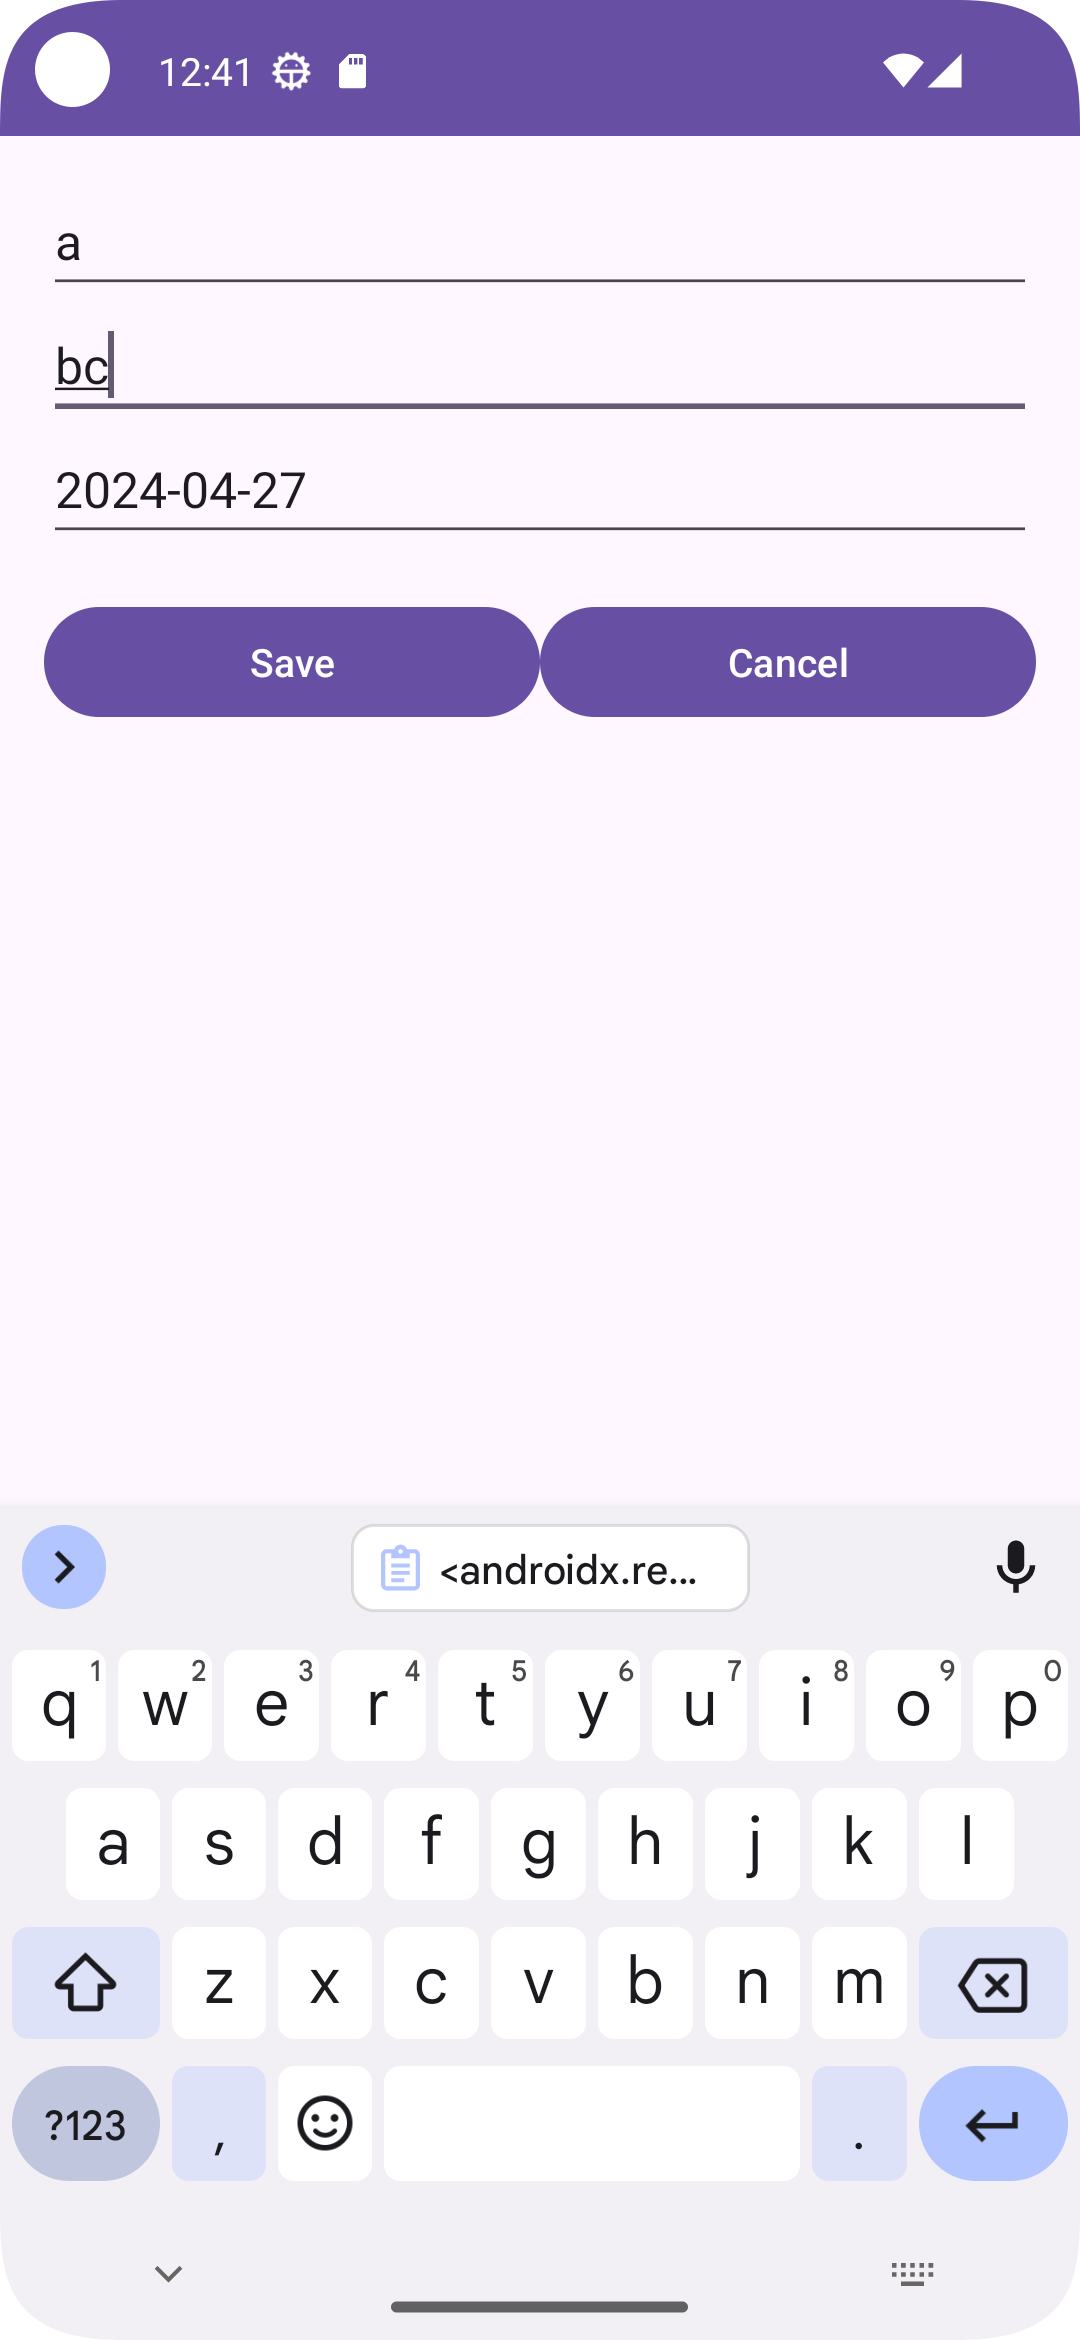 12:41
a
bc
2024-04-27
Save Cancel
<androidx.re...
q 1 w 2 e 3 r 4 t 5 y 6 u 7 i 8 o 9 p 0
a s d f g h j k l
z x c v b n m
?123 , .